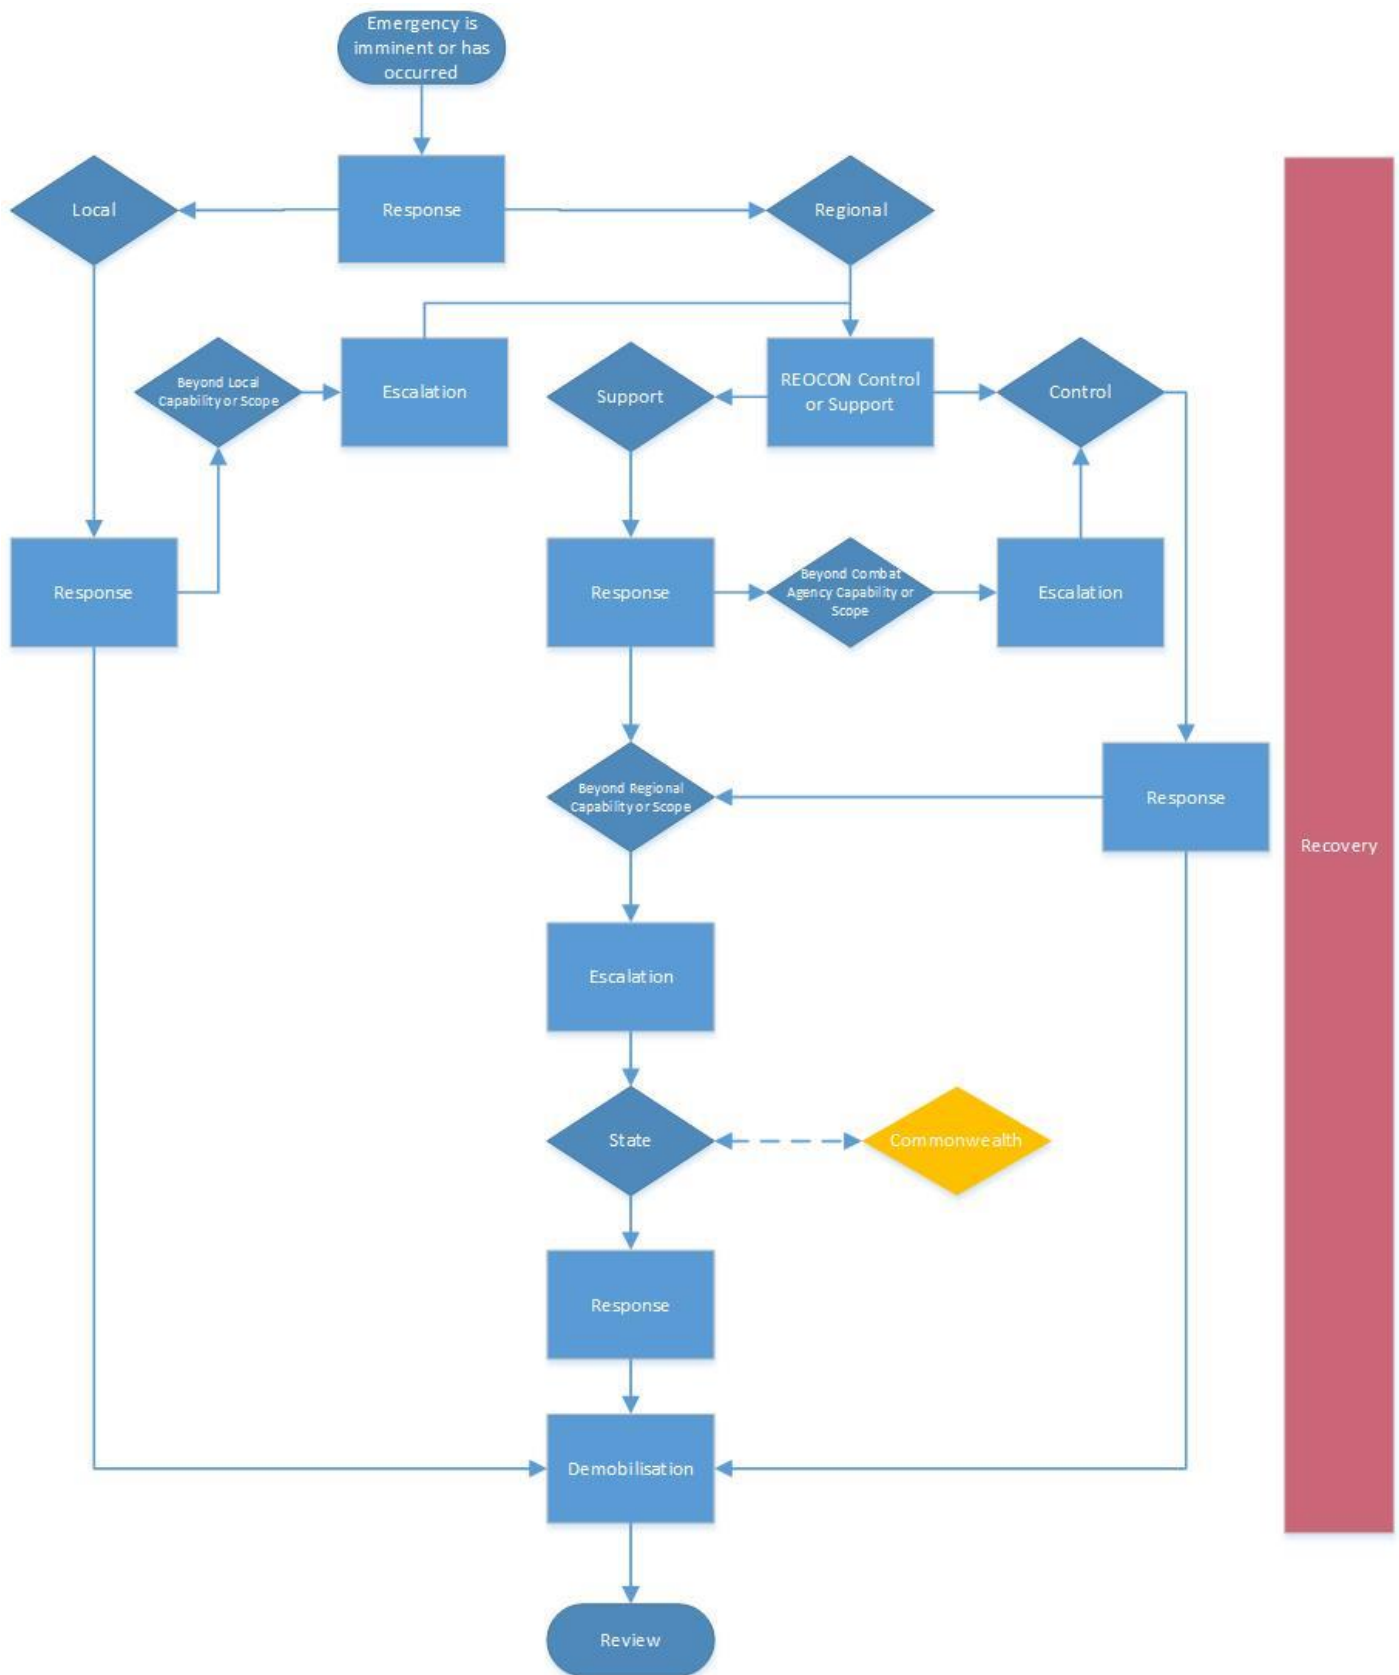 Emergency is
imminent or has
occurred
Local
Response
Regional
Beyond Local
Capability or Scope
Escalation
Support
REOCON Control
or Support
Control
Response
Response
Beyond Combat
Agency Capability or
Scope
Escalation
Beyond Regional
Capability or Scope
Response
Recovery
Escalation
State
Commonwealth
Response
Demobilisation
Review